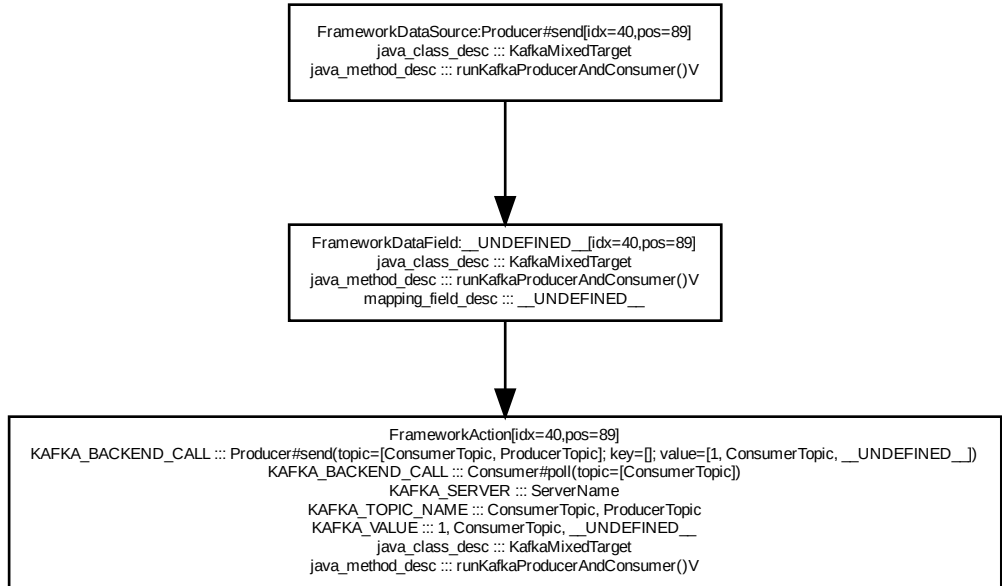 FrameworkDataSource:Producer#send[idx=40,pos=89]
java_class_desc ::: KafkaMixedTarget
java_method_desc ::: runKafkaProducerAndConsumer()V
FrameworkDataField:__UNDEFINED__[idx=40,pos=89]
java_class_desc ::: KafkaMixedTarget
java_method_desc ::: runKafkaProducerAndConsumer()V
mapping_field_desc ::: __UNDEFINED__
FrameworkAction[idx=40,pos=89]
KAFKA_BACKEND_CALL ::: Producer#send(topic=[ConsumerTopic, ProducerTopic]; key=[]; value=[1, ConsumerTopic, __UNDEFINED__])
KAFKA_BACKEND_CALL ::: Consumer#poll(topic=[ConsumerTopic])
KAFKA_SERVER ::: ServerName
KAFKA_TOPIC_NAME ::: ConsumerTopic, ProducerTopic
KAFKA_VALUE ::: 1, ConsumerTopic, __UNDEFINED__
java_class_desc ::: KafkaMixedTarget
java_method_desc ::: runKafkaProducerAndConsumer()V